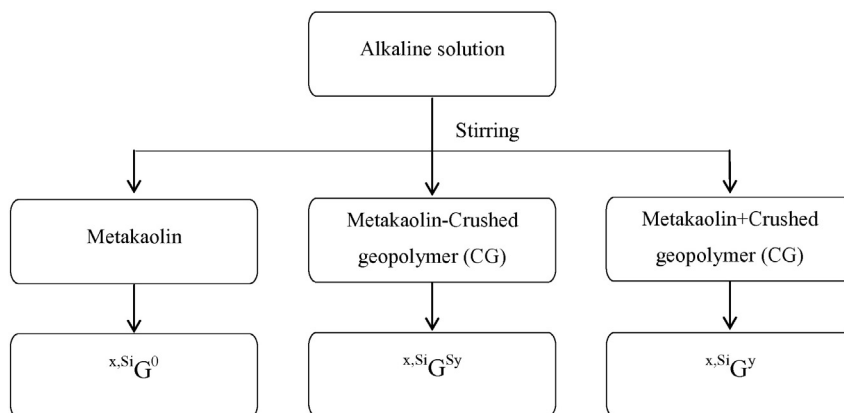 Alkaline solution
Stirring
Metakaolin
Metakaolin-Crushed
geopolymer (CG)
Metakaolin+Crushed
geopolymer (CG)
x,SiG0
x,SiGSy
x,SiGy